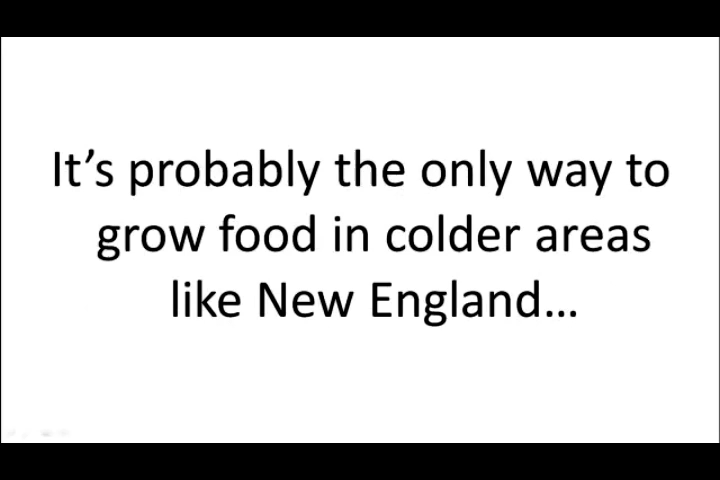 It’s probably the only way to
grow food in colder areas
like New England…